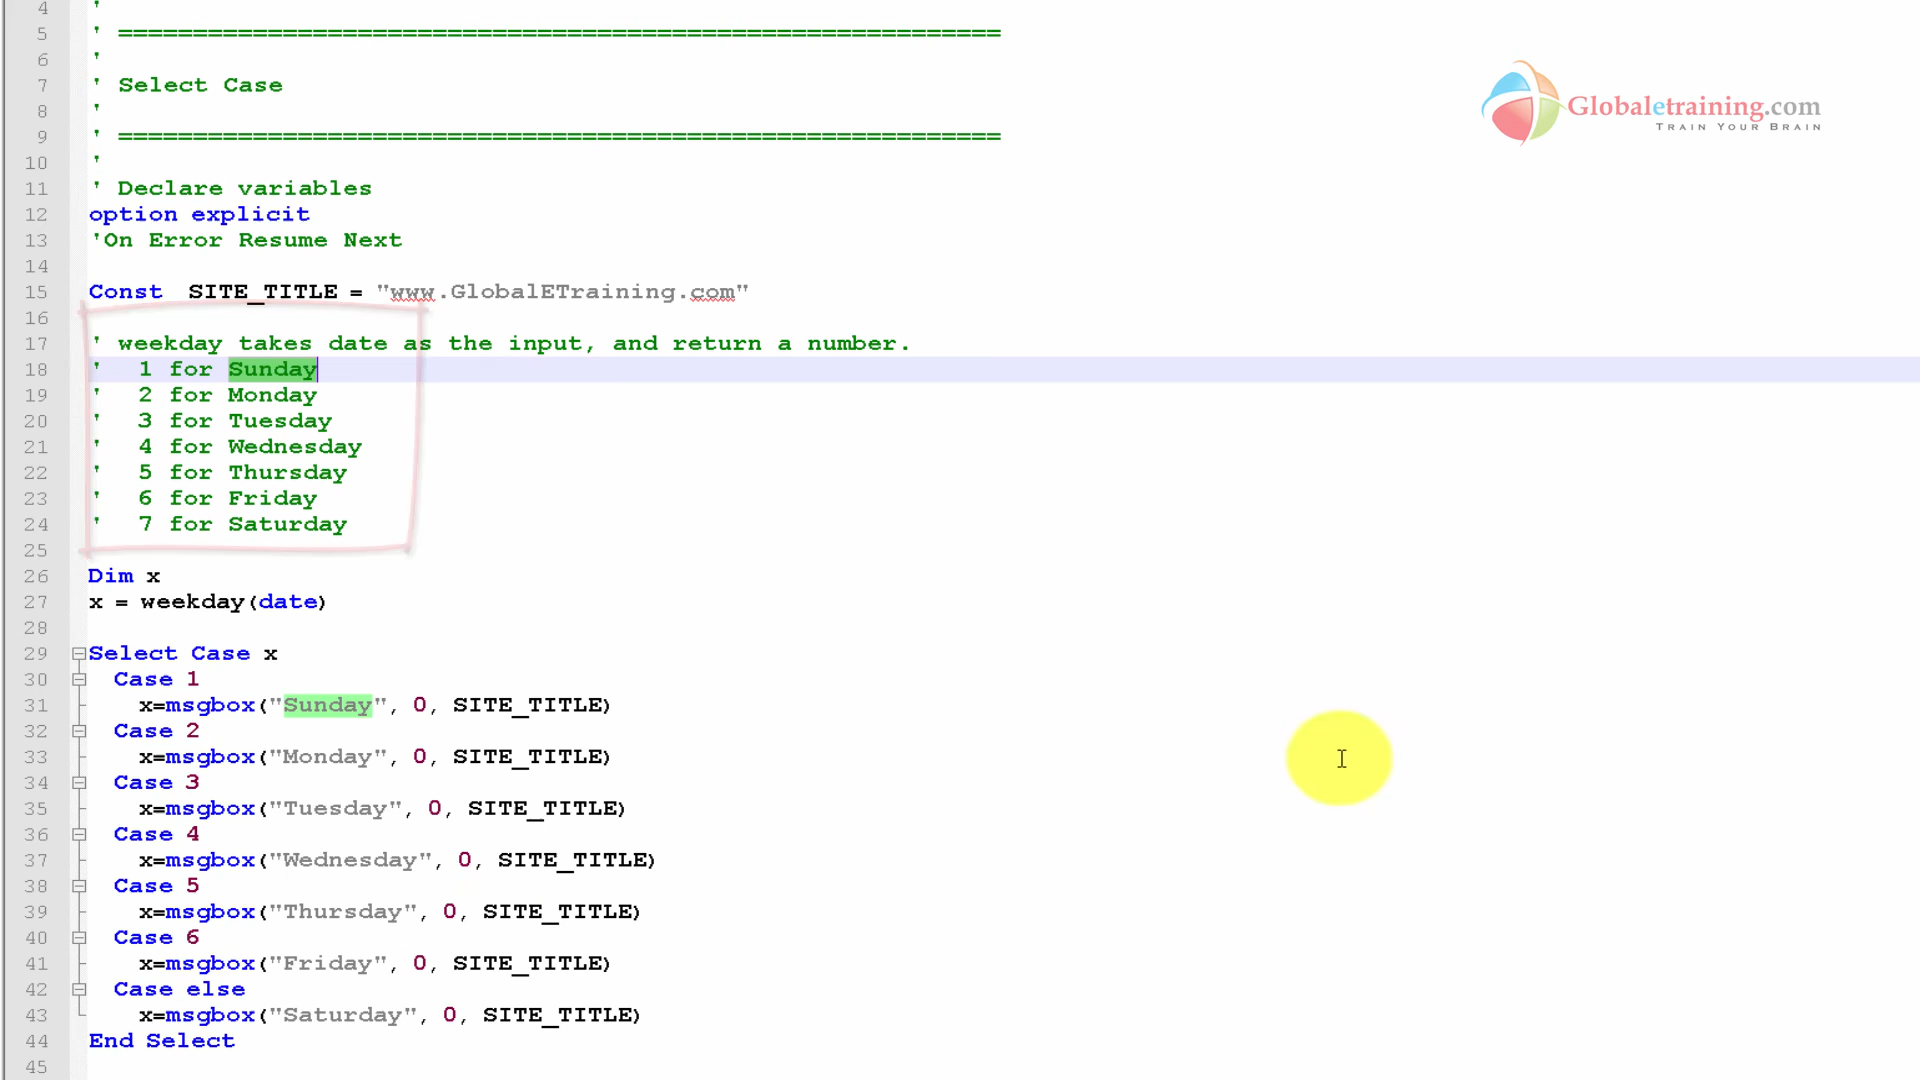 4 '
5 ' ===========================================================
6 '
7 ' Select Case
8 '
9 ' ===========================================================
10 '
11 ' Declare variables
12 option explicit
13 'On Error Resume Next
14
15 Const  SITE_TITLE = "www.GlobalETraining.com"
16
17 ' weekday takes date as the input, and return a number.
18 '   1 for Sunday
19 '   2 for Monday
20 '   3 for Tuesday
21 '   4 for Wednesday
22 '   5 for Thursday
23 '   6 for Friday
24 '   7 for Saturday
25
26 Dim x
27 x = weekday(date)
28
29 Select Case x
30 Case 1
31 x=msgbox("Sunday", 0, SITE_TITLE)
32 Case 2
33 x=msgbox("Monday", 0, SITE_TITLE)
34 Case 3
35 x=msgbox("Tuesday", 0, SITE_TITLE)
36 Case 4
37 x=msgbox("Wednesday", 0, SITE_TITLE)
38 Case 5
39 x=msgbox("Thursday", 0, SITE_TITLE)
40 Case 6
41 x=msgbox("Friday", 0, SITE_TITLE)
42 Case else
43 x=msgbox("Saturday", 0, SITE_TITLE)
44 End Select
45
Globaletraining.com
TRAIN YOUR BRAIN